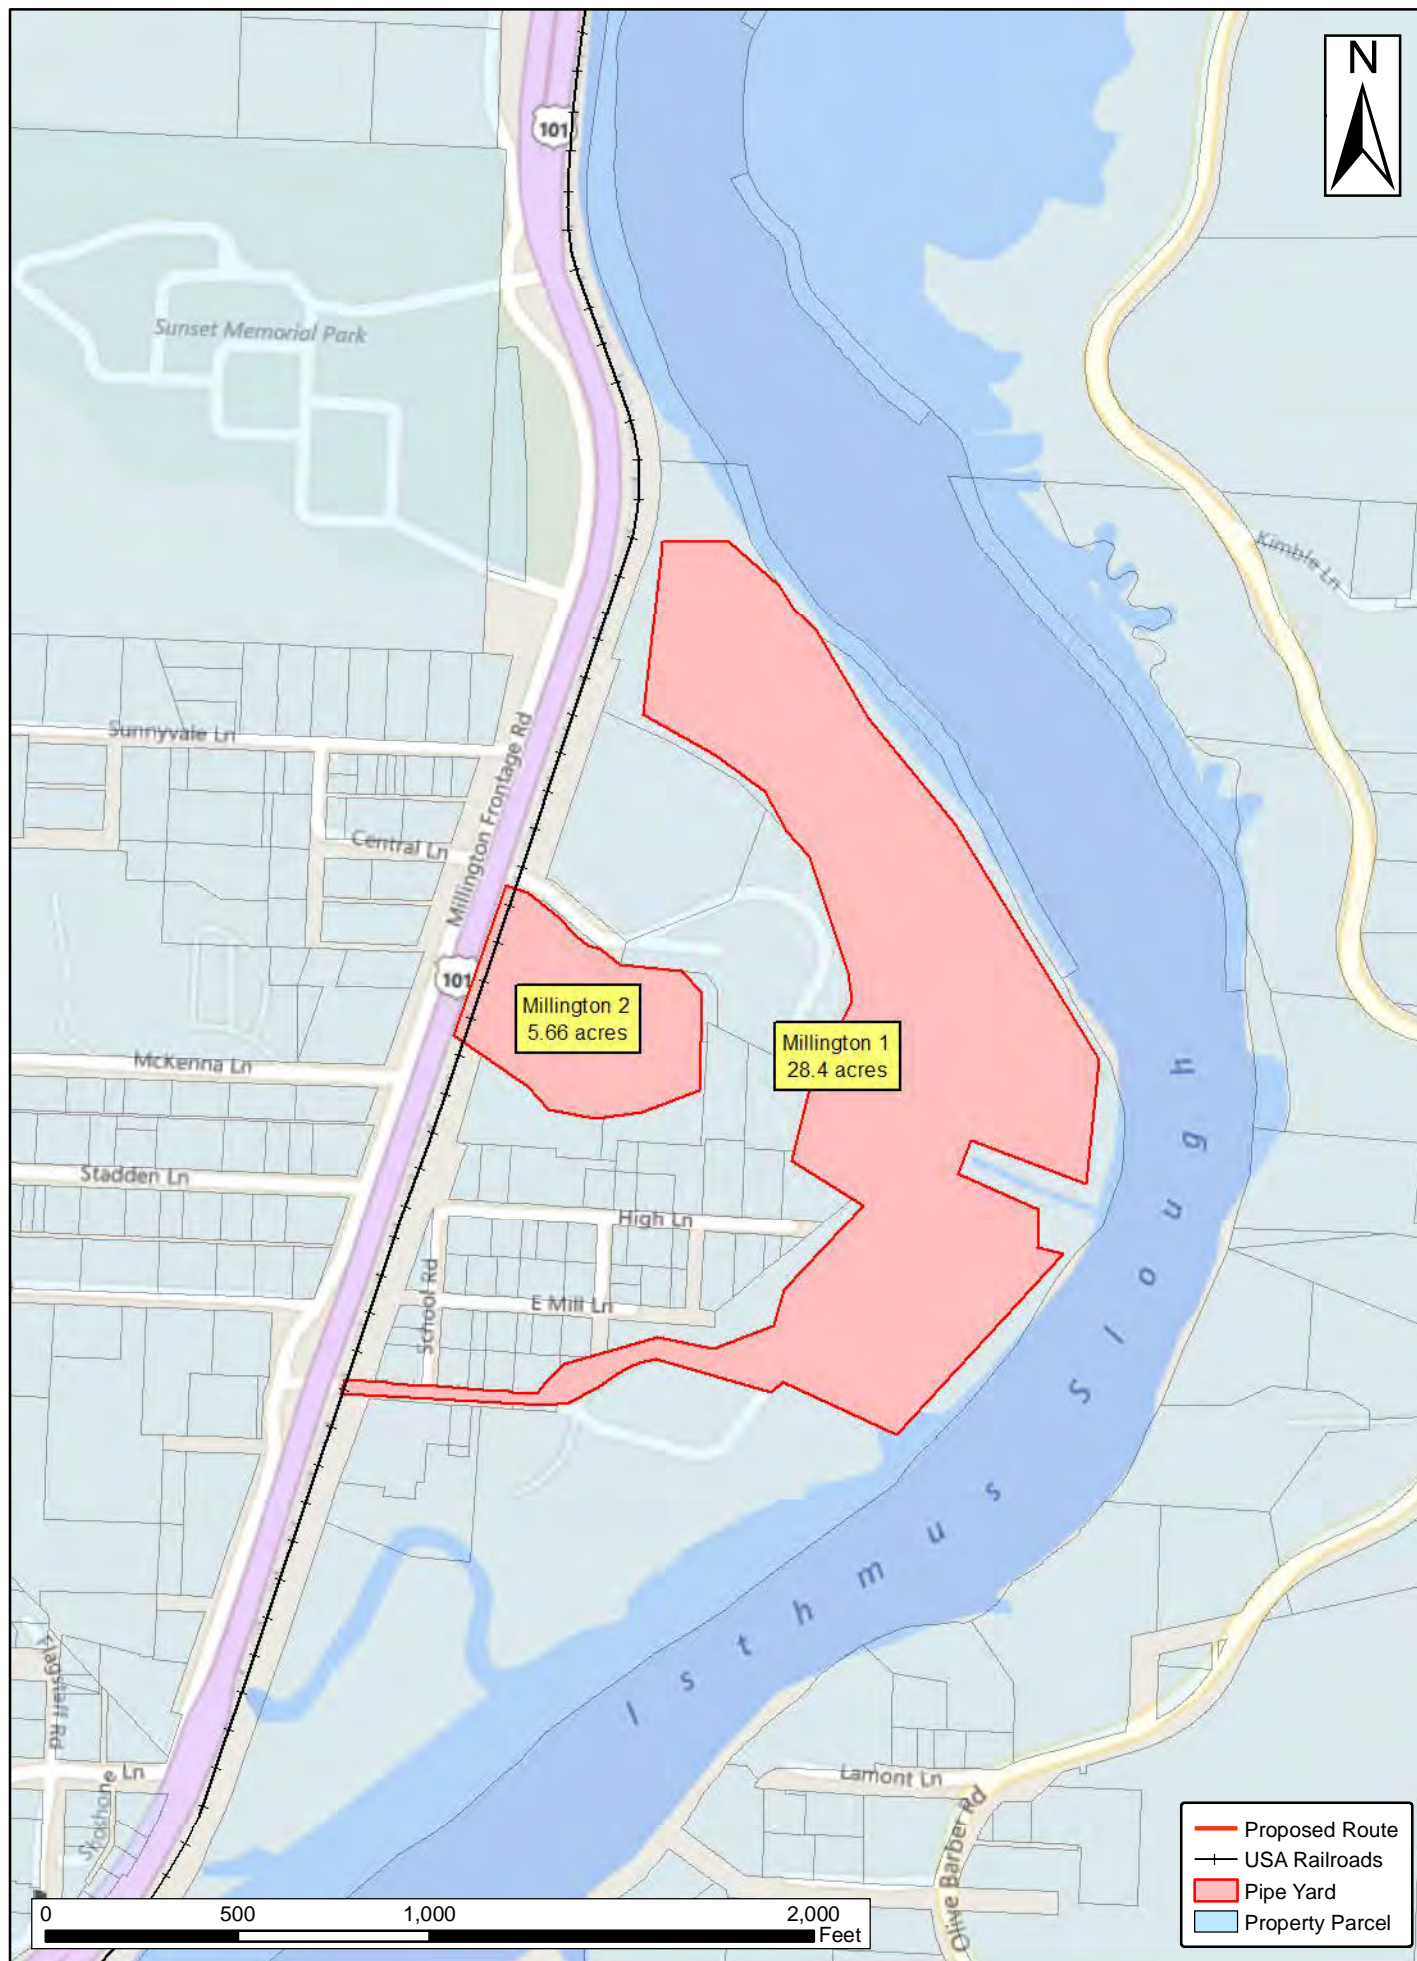 N
101
Sunset Memorial Park
Kimble Ln
Sunnyvale Ln
Millington Frontage Rd
Central Ln
101
Millington 2
5.66 acres
Millington 1
28.4 acres
McKenna Ln
Stadden Ln
High Ln
School Rd
E Mill Ln
Isthmus Slough
Flagstaff Rd
Shoshone Ln
Lamont Ln
Olive Barber Rd
Proposed Route
USA Railroads
Pipe Yard
Property Parcel
0 500 1,000 2,000
Feet